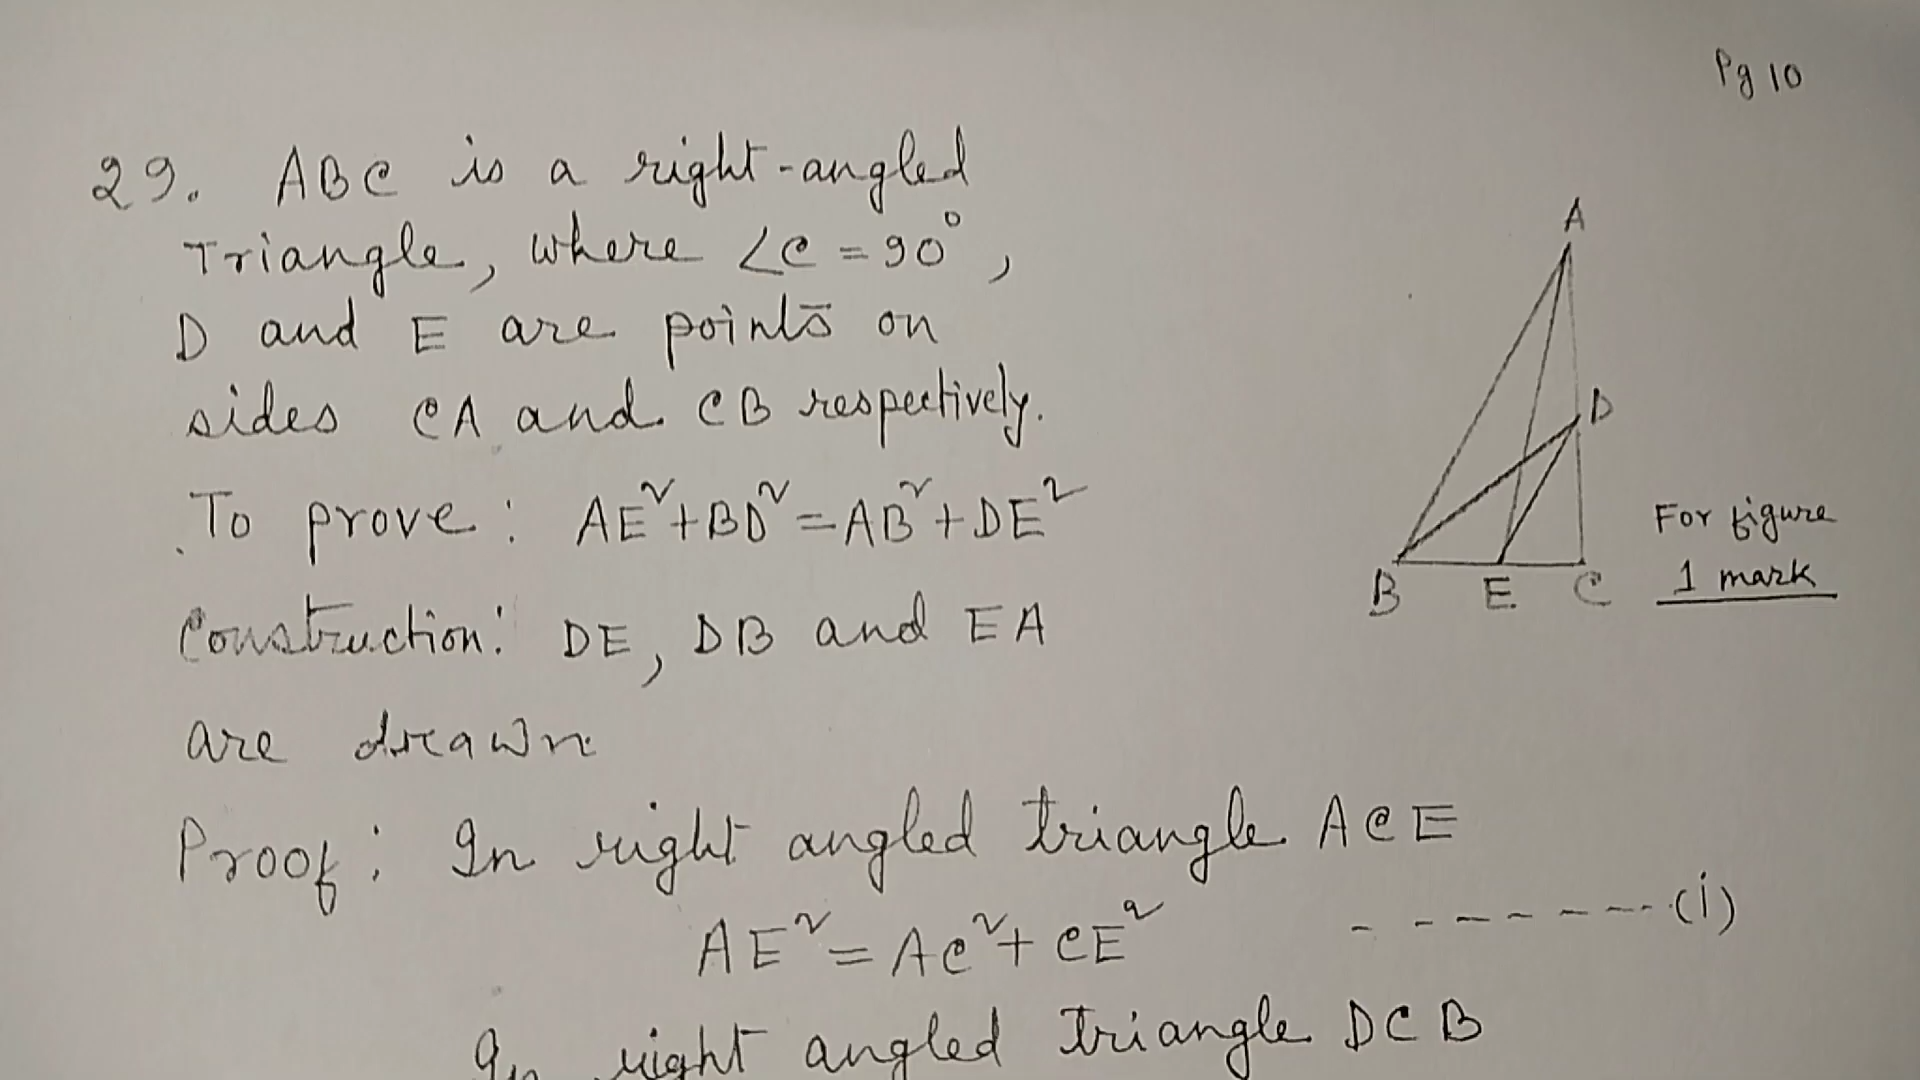 Pg 10
29. ABC is a right-angled
Triangle, where ∠C = 90°,
D and E are points on
sides CA and CB respectively.
To prove: AE²+BD²=AB²+DE²
Construction: DE, DB and EA
are drawn
Proof: In right angled triangle ACE
AE² = AC² + CE² - - - - - - - - (i)
In right angled Triangle DCB
A
D
B E C
For figure
1 mark